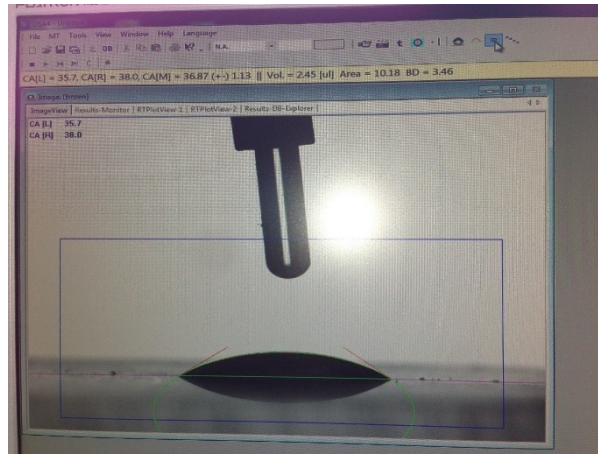 File MT Tools View Window Help Language
DB
N.A.
CA[L] = 35.7, CA[R] = 38.0, CA[M] = 36.87 (+-) 1.13 || Vol. = 2.45 [ul] Area = 10.18 BD = 3.46
Image: [frozen]
ImageView | Results-Monitor | RTPlotView-1 | RTPlotView-2 | Results-DB-Explorer |
CA [L] 35.7
CA [R] 38.0